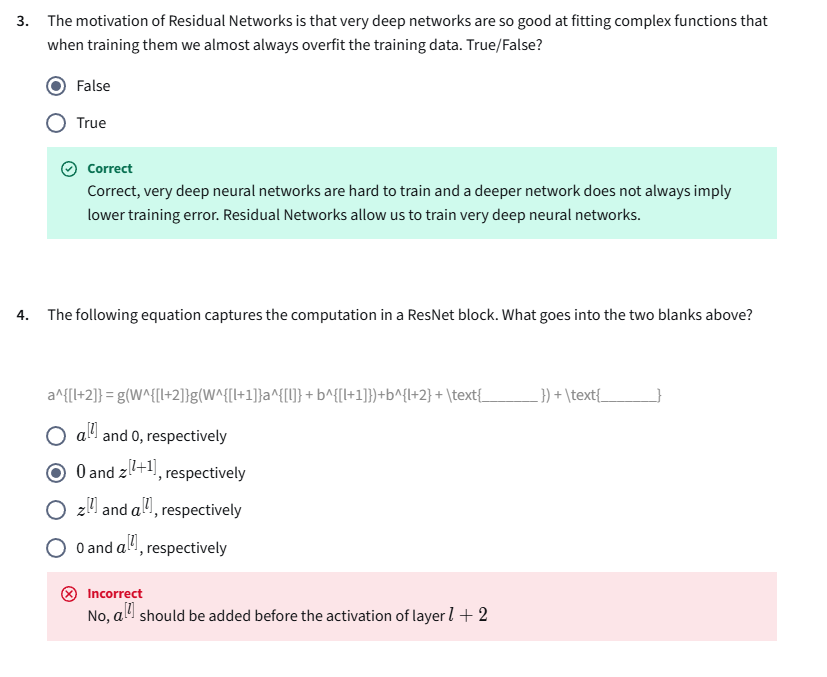 3. The motivation of Residual Networks is that very deep networks are so good at fitting complex functions that
when training them we almost always overfit the training data. True/False?
False
True
Correct
Correct, very deep neural networks are hard to train and a deeper network does not always imply
lower training error. Residual Networks allow us to train very deep neural networks.
4. The following equation captures the computation in a ResNet block. What goes into the two blanks above?
a^{[l+2]} = g(W^{[l+2]}g(W^{[l+1]}a^{[l]} + b^{[l+1]})+b^{l+2} + \text{_______ }) + \text{_______}
a^[l] and 0, respectively
0 and z^[l+1], respectively
z^[l] and a^[l], respectively
0 and a^[l], respectively
Incorrect
No, a^[l] should be added before the activation of layer l + 2